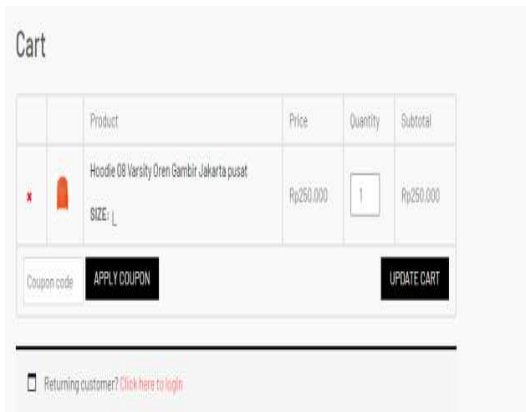 Cart
Product Price Quantity Subtotal
Hoodie 08 Varsity Oren Gambir Jakarta pusat
SIZE: L
Rp250.000 1 Rp250.000
Coupon code APPLY COUPON UPDATE CART
Returning customer? Click here to login